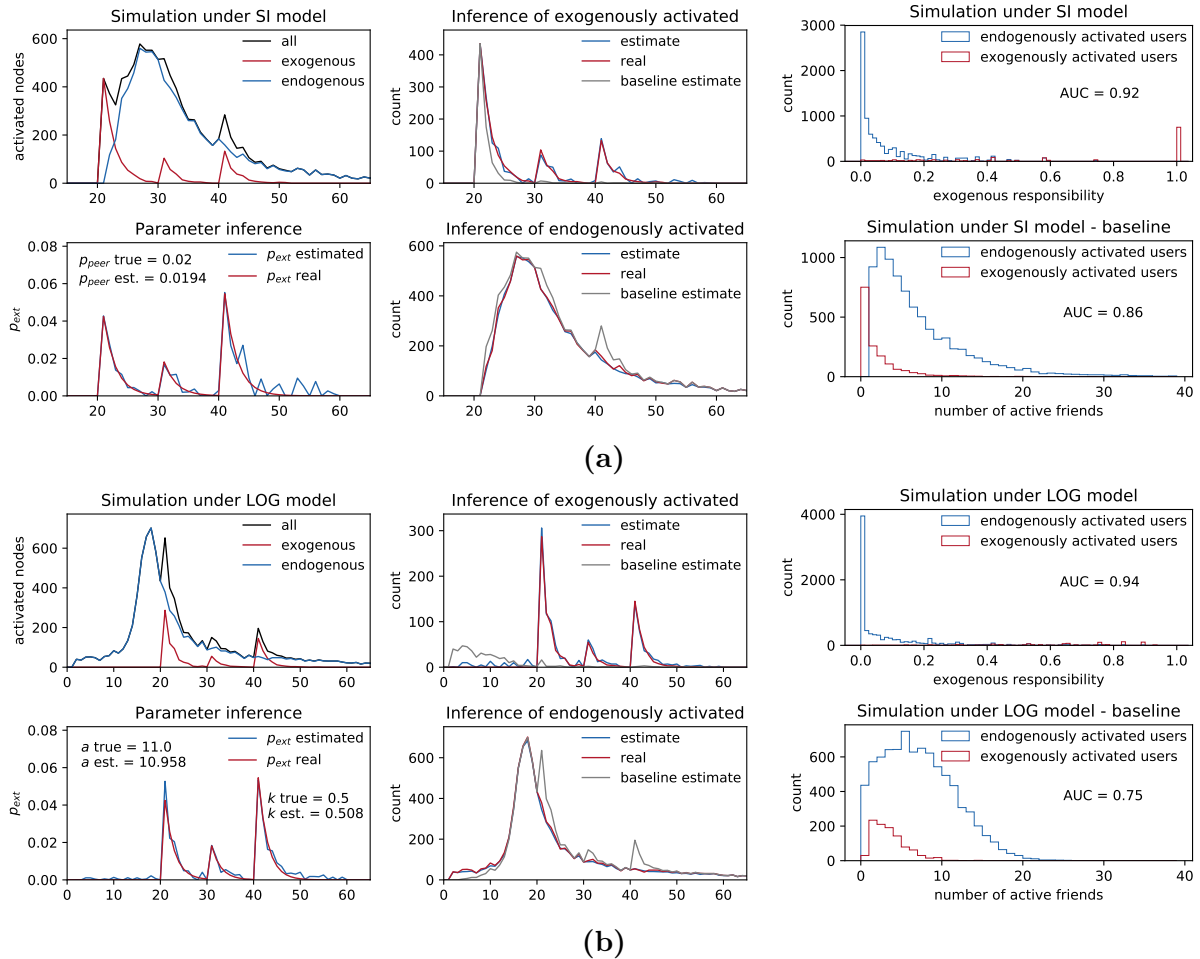 Simulation under SI model
activated nodes
600
400
200
0
20
30
40
50
60
all
exogenous
endogenous
Inference of exogenously activated
count
400
300
200
100
0
20
30
40
50
60
estimate
real
baseline estimate
Simulation under SI model
count
3000
2000
1000
0
0.0
0.2
0.4
0.6
0.8
1.0
exogenous responsibility
endogenously activated users
exogenously activated users
AUC = 0.92
Parameter inference
p_ext
0.08
0.06
0.04
0.02
0.00
20
30
40
50
60
p_peer true = 0.02
p_peer est. = 0.0194
p_ext estimated
p_ext real
Inference of endogenously activated
count
600
400
200
0
20
30
40
50
60
estimate
real
baseline estimate
Simulation under SI model - baseline
count
1000
500
0
0
10
20
30
40
number of active friends
endogenously activated users
exogenously activated users
AUC = 0.86
(a)
Simulation under LOG model
activated nodes
600
400
200
0
0
10
20
30
40
50
60
all
exogenous
endogenous
Inference of exogenously activated
count
300
200
100
0
0
10
20
30
40
50
60
estimate
real
baseline estimate
Simulation under LOG model
count
4000
2000
0
0.0
0.2
0.4
0.6
0.8
1.0
exogenous responsibility
endogenously activated users
exogenously activated users
AUC = 0.94
Parameter inference
p_ext
0.08
0.06
0.04
0.02
0.00
0
10
20
30
40
50
60
a true = 11.0
a est. = 10.958
p_ext estimated
p_ext real
k true = 0.5
k est. = 0.508
Inference of endogenously activated
count
600
400
200
0
0
10
20
30
40
50
60
estimate
real
baseline estimate
Simulation under LOG model - baseline
count
600
400
200
0
0
10
20
30
40
number of active friends
endogenously activated users
exogenously activated users
AUC = 0.75
(b)